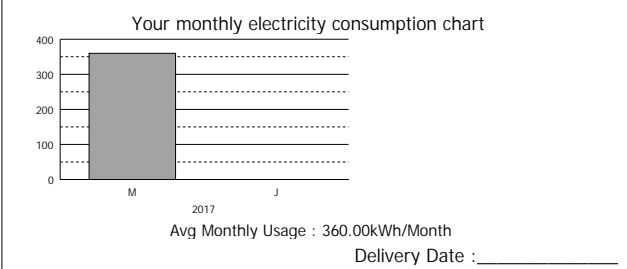 Your monthly electricity consumption chart
400
300
200
100
0
M J
2017
Avg Monthly Usage : 360.00kWh/Month
Delivery Date :______________